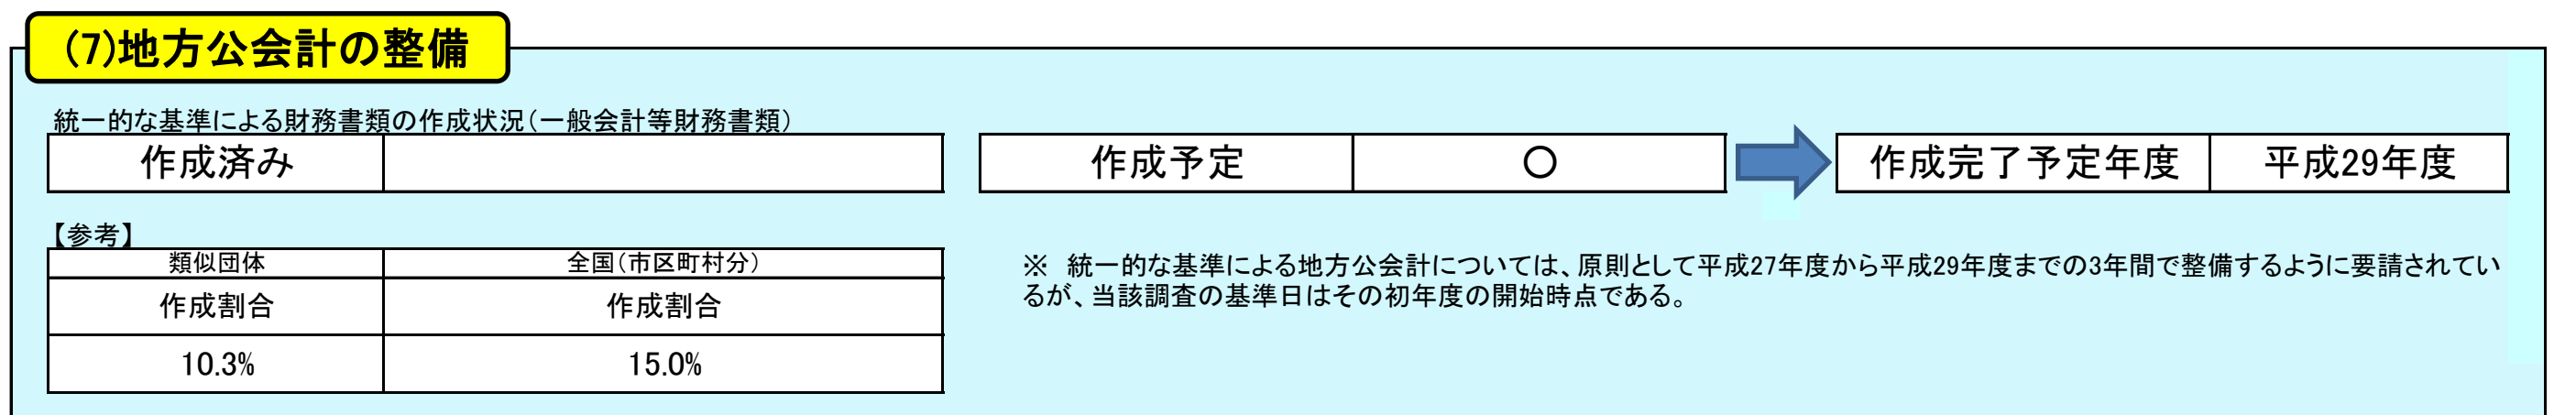 (7)地方公会計の整備
統一的な基準による財務書類の作成状況(一般会計等財務書類)
作成済み
作成予定 ○
作成完了予定年度 平成29年度
【参考】
類似団体 全国(市区町村分)
作成割合 作成割合
10.3% 15.0%
※ 統一的な基準による地方公会計については、原則として平成27年度から平成29年度までの3年間で整備するように要請されてい
るが、当該調査の基準日はその初年度の開始時点である。